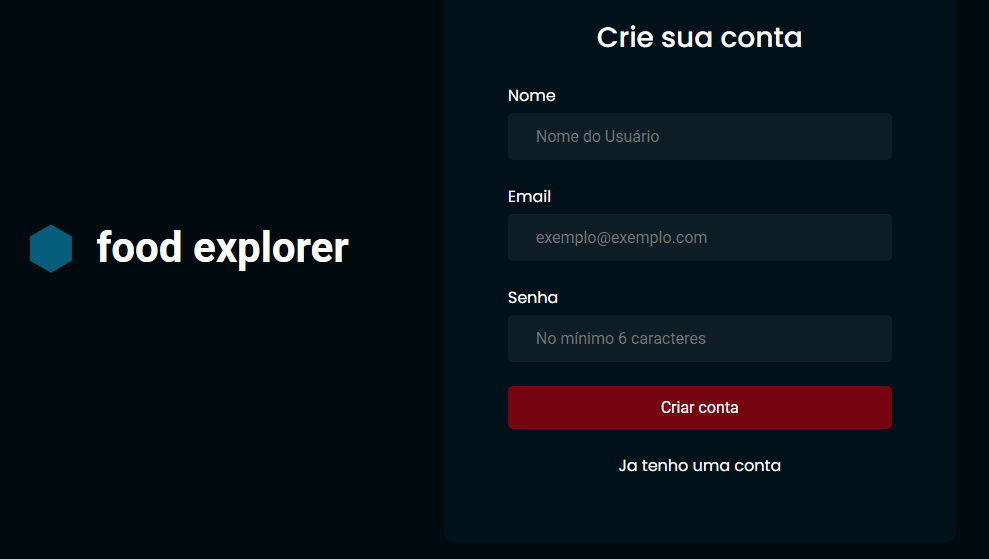 food explorer
Crie sua conta
Nome
Nome do Usuário
Email
exemplo@exemplo.com
Senha
No mínimo 6 caracteres
Criar conta
Ja tenho uma conta